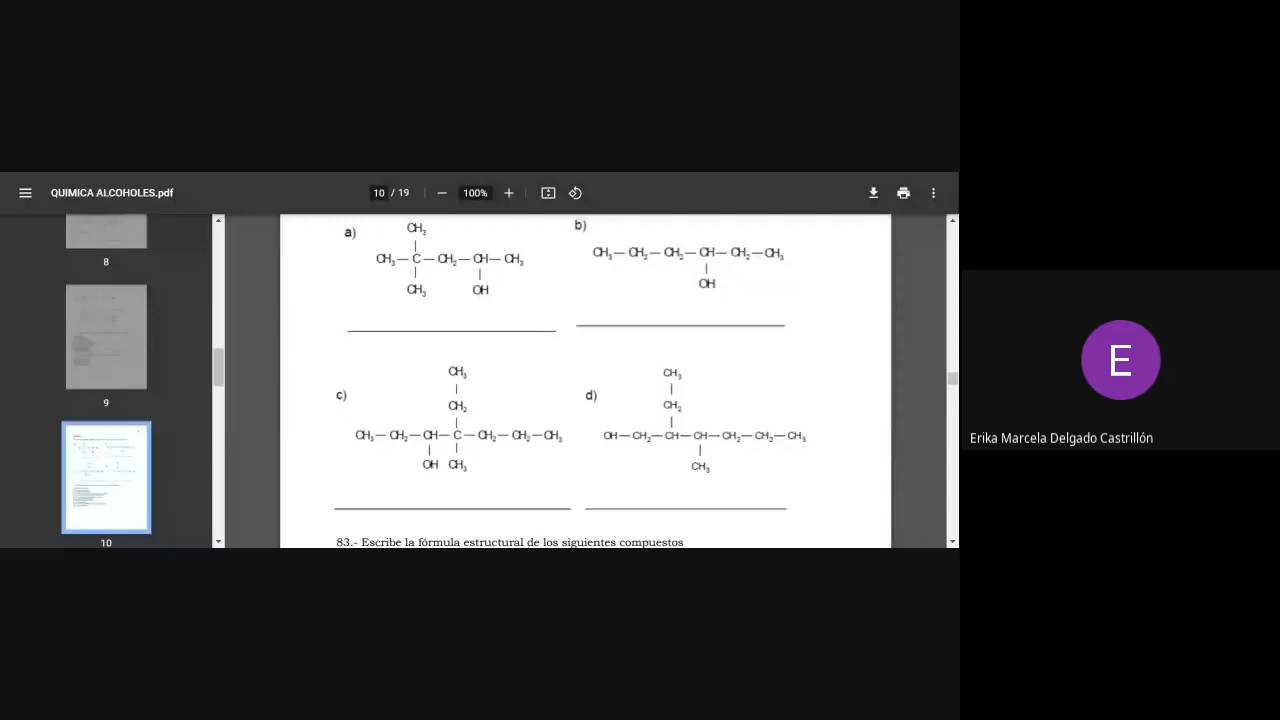 QUIMICA ALCOHOLES.pdf
10 / 19
100%
8
9
10
a)
CH₃
CH₃—C—CH₂—CH—CH₃
CH₃ OH
b)
CH₃—CH₂—CH₂—CH—CH₂—CH₃
OH
c)
CH₃
CH₂
CH₃—CH₂—CH—C—CH₂—CH₂—CH₃
OH CH₃
d)
CH₃
CH₂
OH—CH₂—CH—CH—CH₂—CH₂—CH₃
CH₃
83.- Escribe la fórmula estructural de los siguientes compuestos
E
Erika Marcela Delgado Castrillón